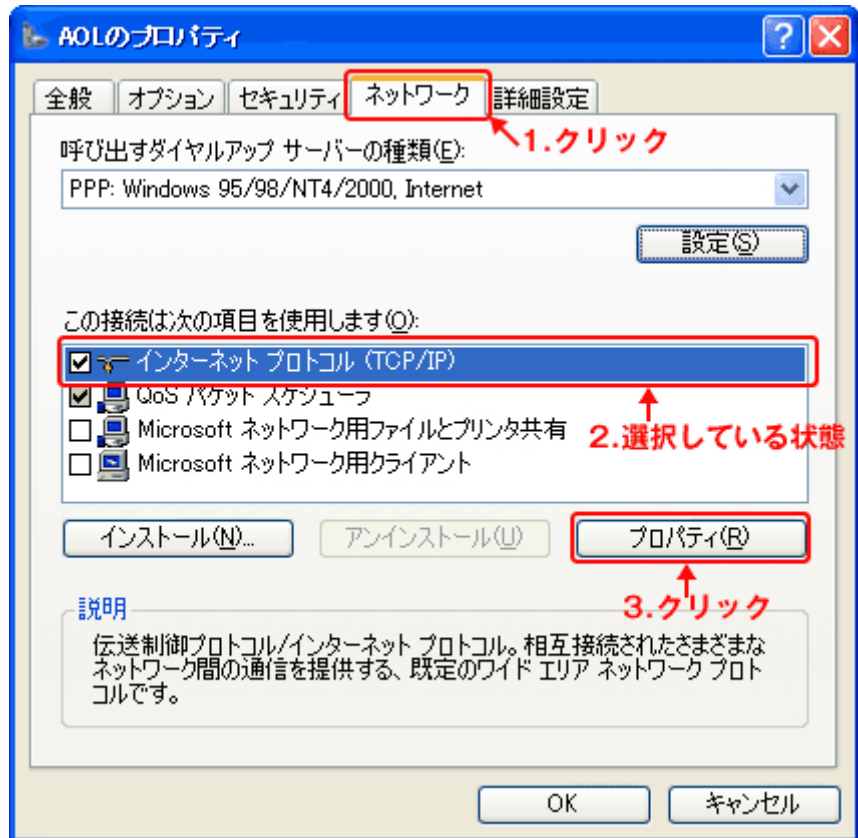 AOLのプロパティ
全般 オプション セキュリティ ネットワーク 詳細設定
1.クリック
呼び出すダイヤルアップ サーバーの種類(E):
PPP: Windows 95/98/NT4/2000, Internet
設定(S)
この接続は次の項目を使用します(O):
インターネット プロトコル (TCP/IP)
QoS パケット スケジューラ
Microsoft ネットワーク用ファイルとプリンタ共有
2.選択している状態
Microsoft ネットワーク用クライアント
インストール(N)... アンインストール(U) プロパティ(R)
3.クリック
説明
伝送制御プロトコル/インターネット プロトコル。相互接続されたさまざまな
ネットワーク間の通信を提供する、既定のワイド エリア ネットワーク プロト
コルです。
OK キャンセル